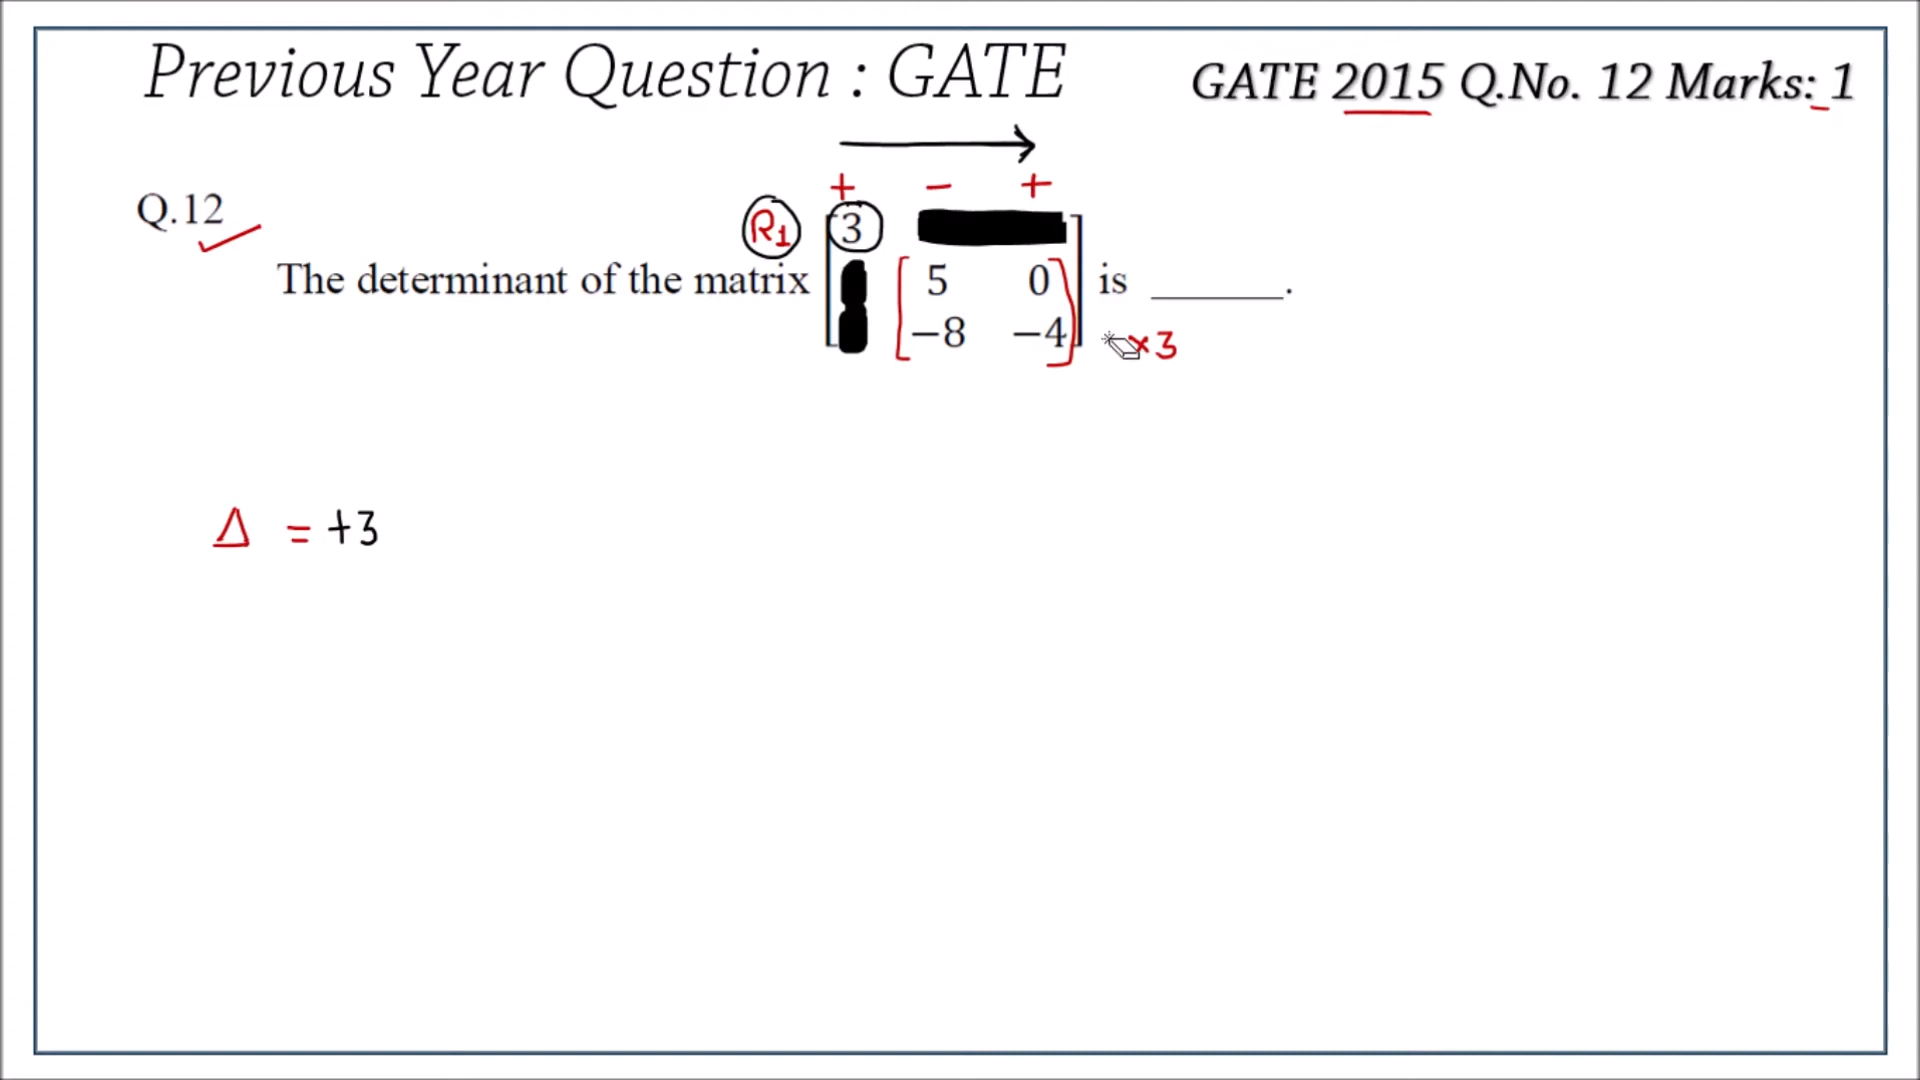 Previous Year Question : GATE
GATE 2015 Q.No. 12 Marks: 1
+ − +
Q.12
R1
3
The determinant of the matrix
5 0
is ______.
−8 −4
×3
Δ = +3